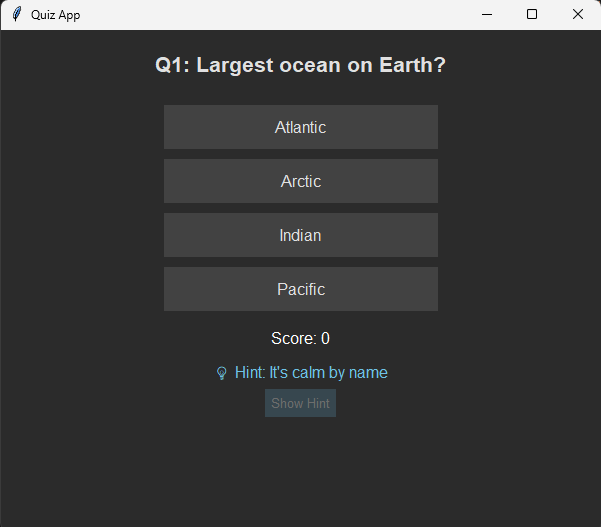 Quiz App
Q1: Largest ocean on Earth?
Atlantic
Arctic
Indian
Pacific
Score: 0
Hint: It's calm by name
Show Hint